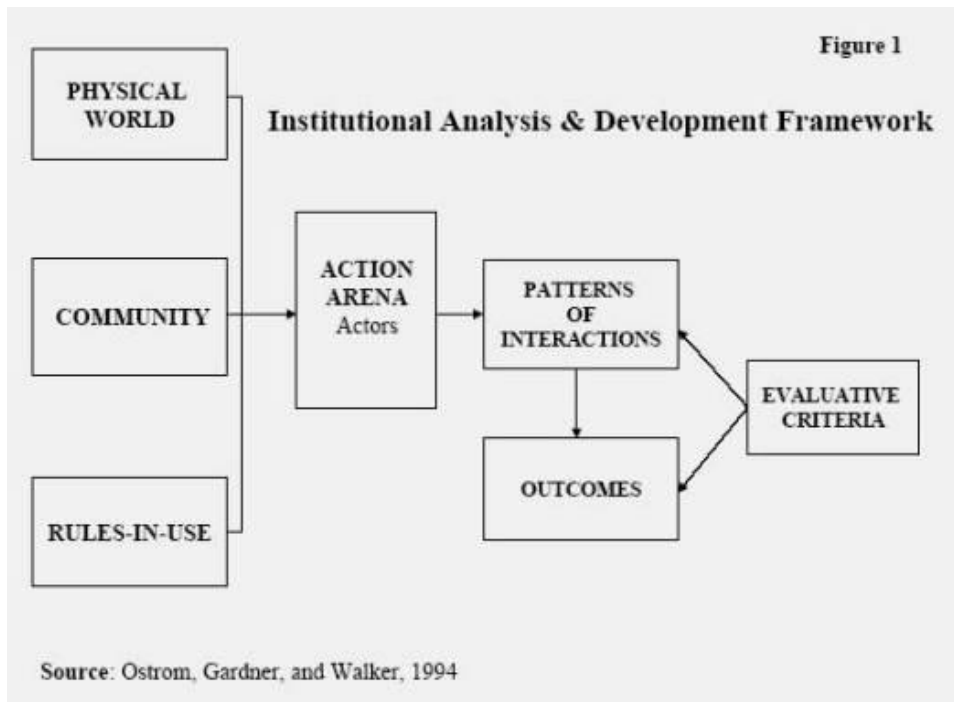 Figure 1
Institutional Analysis & Development Framework
PHYSICAL
WORLD
COMMUNITY
RULES-IN-USE
ACTION
ARENA
Actors
PATTERNS
OF
INTERACTIONS
OUTCOMES
EVALUATIVE
CRITERIA
Source: Ostrom, Gardner, and Walker, 1994